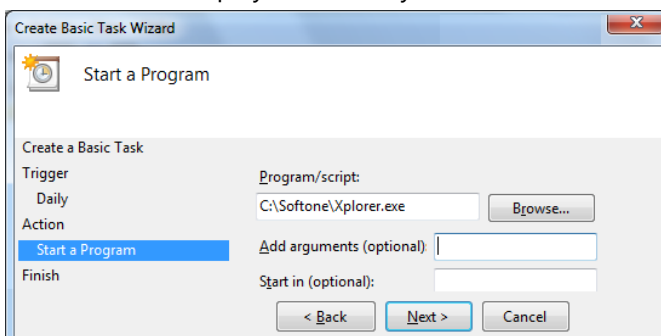 Create Basic Task Wizard
Start a Program
Create a Basic Task
Trigger
Program/script:
Daily
C:\Softone\Xplorer.exe
Browse...
Action
Start a Program
Add arguments (optional):
Finish
Start in (optional):
< Back
Next >
Cancel